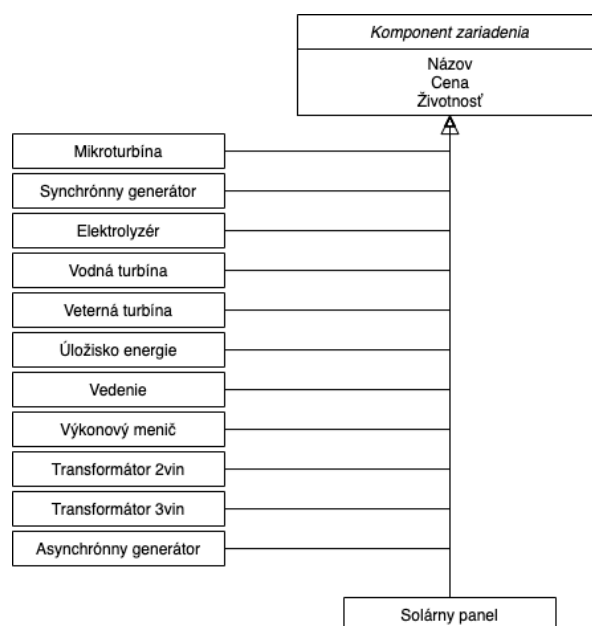 Komponent zariadenia
Názov
Cena
Životnosť
Mikroturbína
Synchrónny generátor
Elektrolyzér
Vodná turbína
Veterná turbína
Úložisko energie
Vedenie
Výkonový menič
Transformátor 2vin
Transformátor 3vin
Asynchrónny generátor
Solárny panel